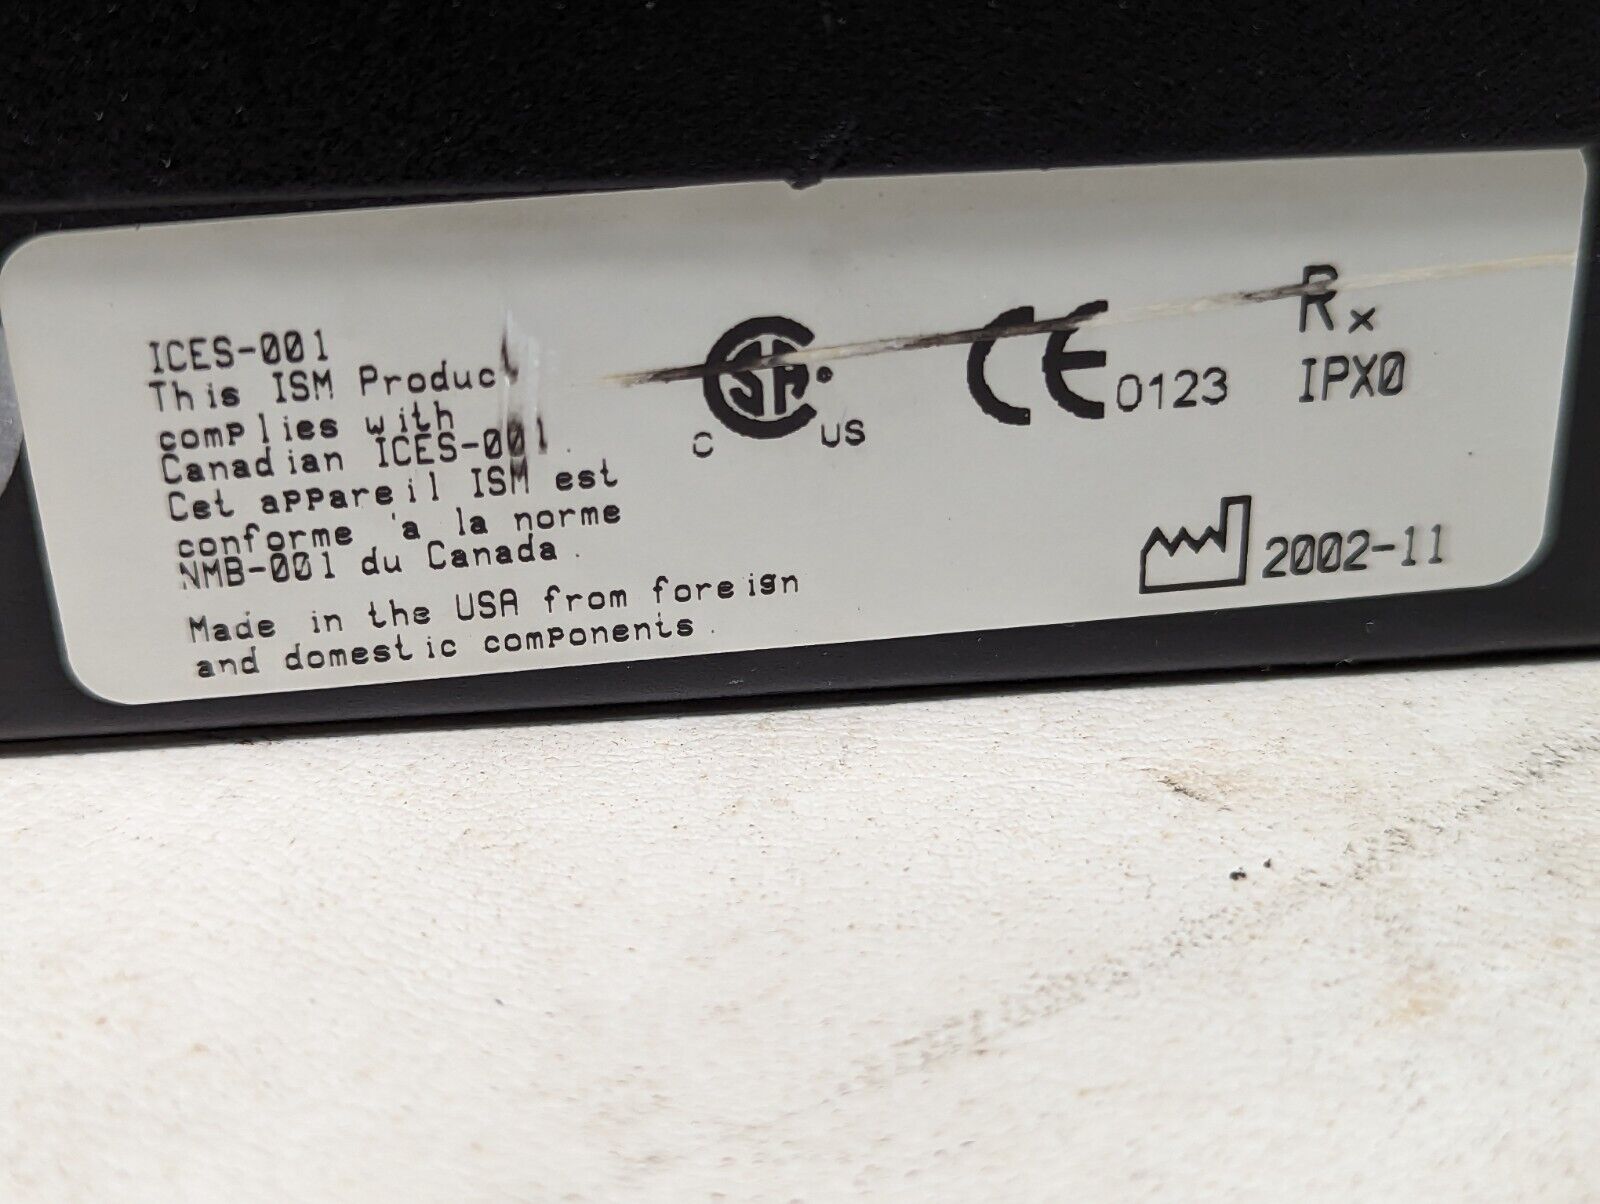 ICES-001
This ISM Product
complies with
Canadian ICES-001.
Cet appareil ISM est
conforme 'a la norme
NMB-001 du Canada.
Made in the USA from foreign
and domestic components.
C SA US
CE 0123
Rx
IPX0
2002-11